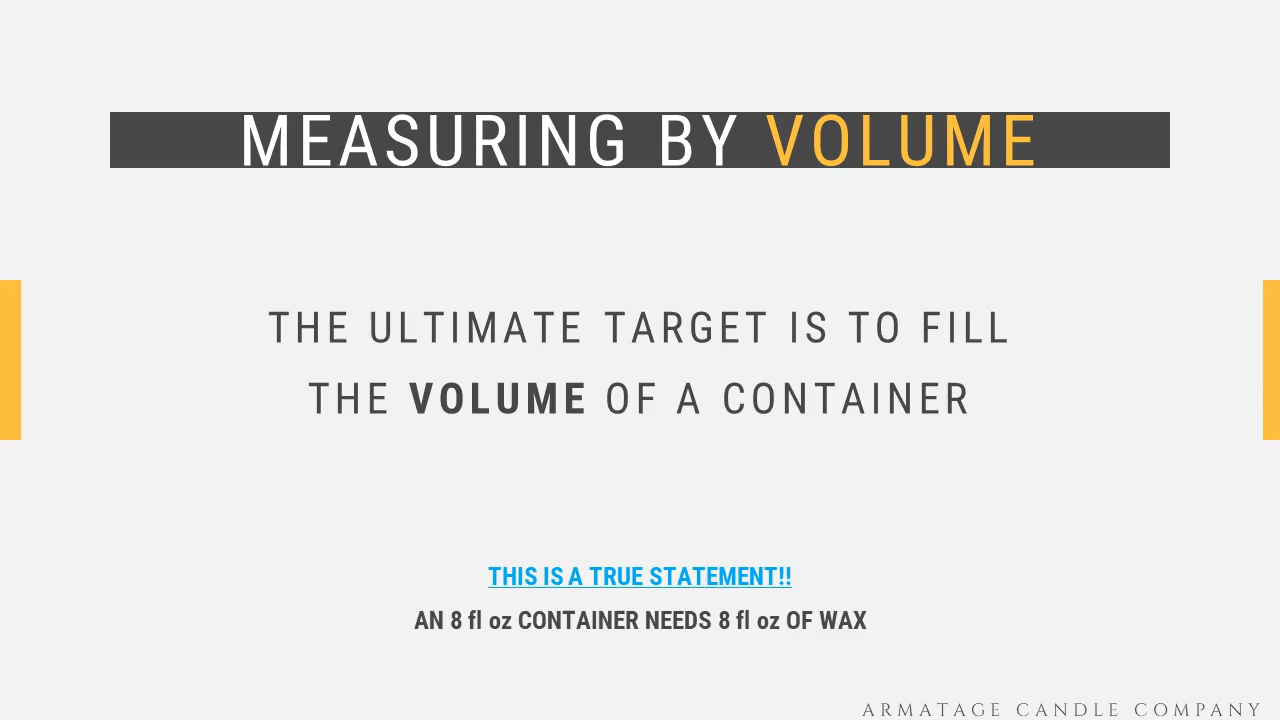 MEASURING BY VOLUME
THE ULTIMATE TARGET IS TO FILL
THE VOLUME OF A CONTAINER
THIS IS A TRUE STATEMENT!!
AN 8 fl oz CONTAINER NEEDS 8 fl oz OF WAX
ARMATAGE CANDLE COMPANY